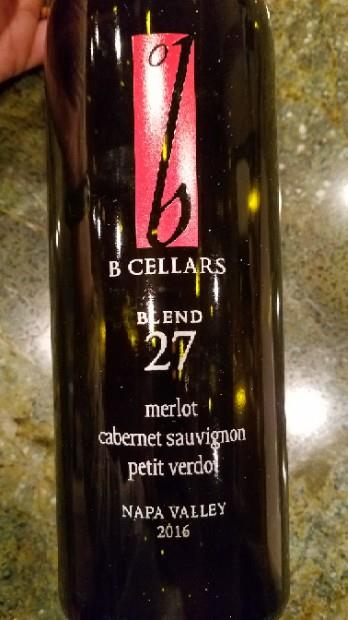 b
B CELLARS
BLEND
27
merlot
cabernet sauvignon
petit verdot
NAPA VALLEY
2016